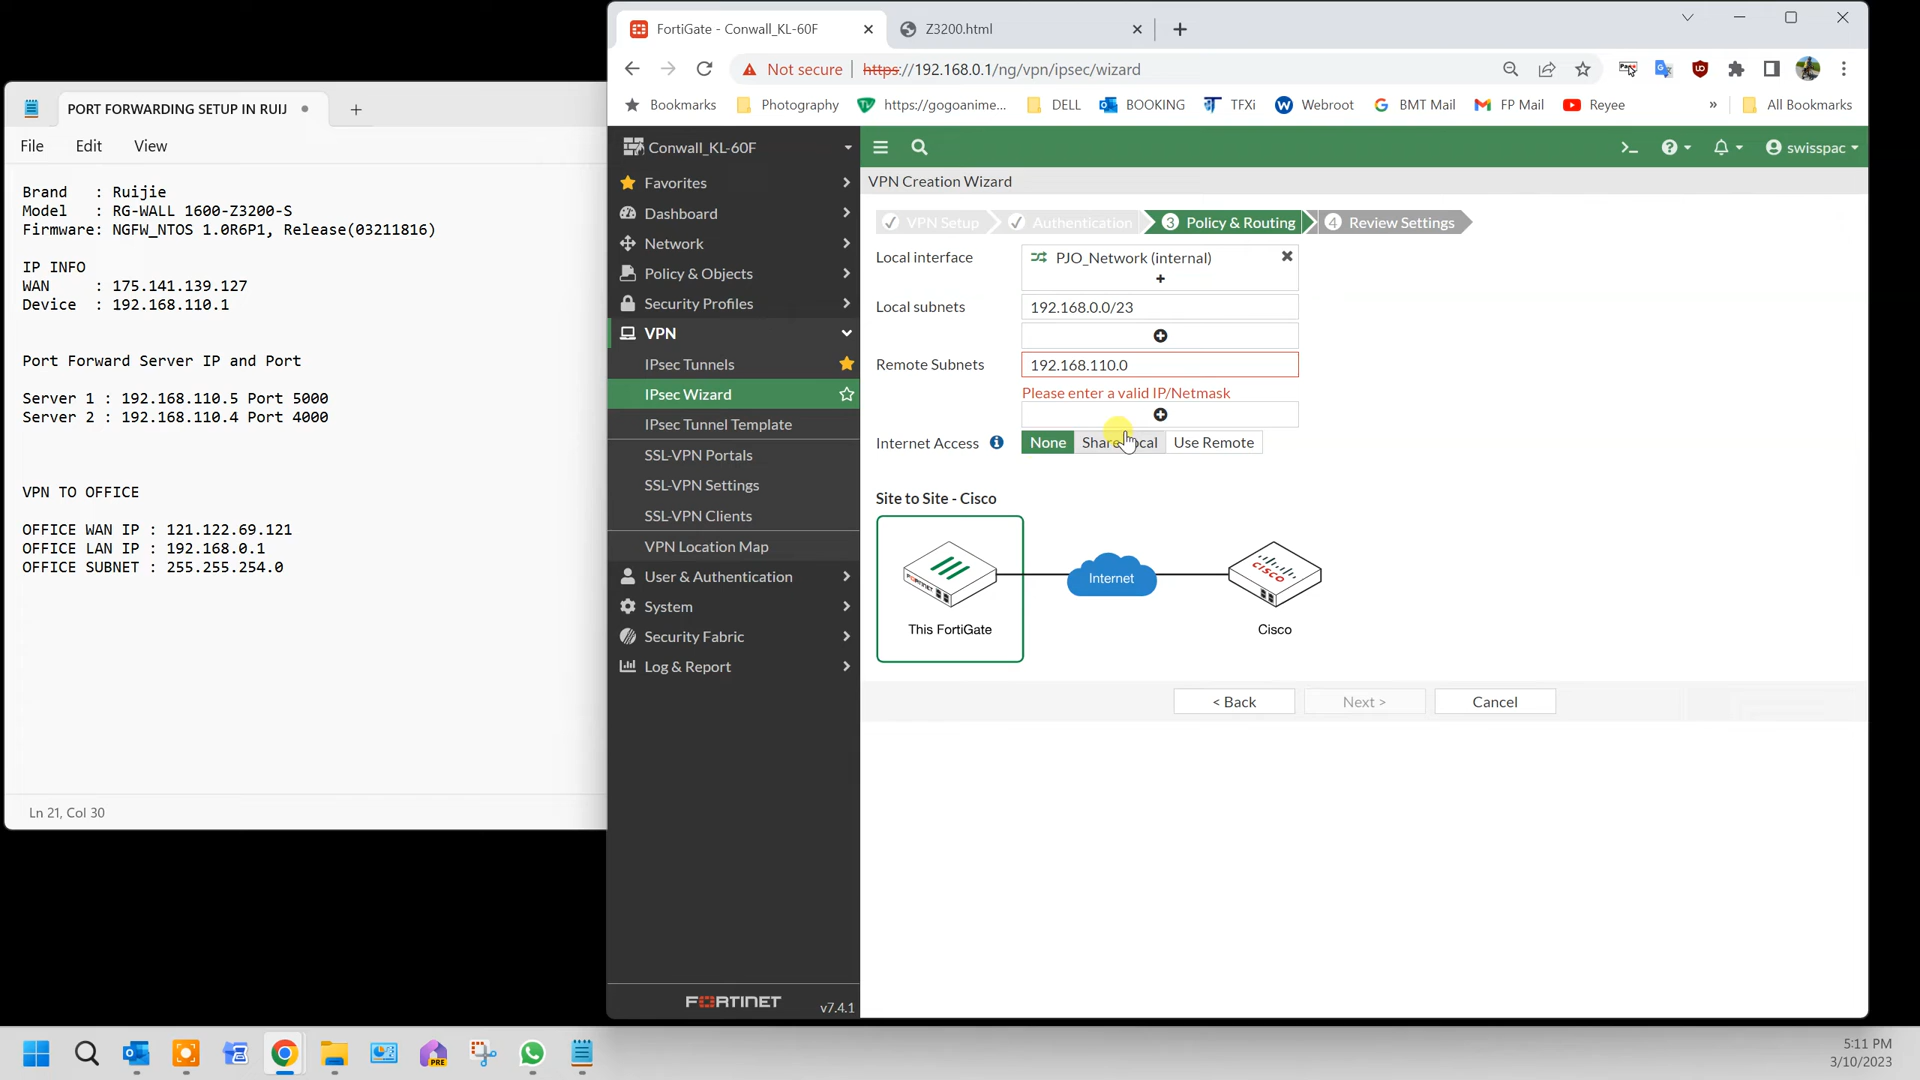 PORT FORWARDING SETUP IN RUIJ
File Edit View
Brand : Ruijie
Model : RG-WALL 1600-Z3200-S
Firmware: NGFW_NTOS 1.0R6P1, Release(03211816)
IP INFO
WAN : 175.141.139.127
Device : 192.168.110.1
Port Forward Server IP and Port
Server 1 : 192.168.110.5 Port 5000
Server 2 : 192.168.110.4 Port 4000
VPN TO OFFICE
OFFICE WAN IP : 121.122.69.121
OFFICE LAN IP : 192.168.0.1
OFFICE SUBNET : 255.255.254.0
Ln 21, Col 30
FortiGate - Conwall_KL-60F
Z3200.html
Not secure https://192.168.0.1/ng/vpn/ipsec/wizard
Bookmarks Photography https://gogoanime... DELL BOOKING TFXi Webroot BMT Mail FP Mail Reyee » All Bookmarks
Conwall_KL-60F
Favorites
Dashboard
Network
Policy & Objects
Security Profiles
VPN
IPsec Tunnels
IPsec Wizard
IPsec Tunnel Template
SSL-VPN Portals
SSL-VPN Settings
SSL-VPN Clients
VPN Location Map
User & Authentication
System
Security Fabric
Log & Report
FORTINET v7.4.1
swisspac
VPN Creation Wizard
VPN Setup Authentication 3 Policy & Routing 4 Review Settings
Local interface PJO_Network (internal)
Local subnets 192.168.0.0/23
Remote Subnets 192.168.110.0
Please enter a valid IP/Netmask
Internet Access None Share Local Use Remote
Site to Site - Cisco
FORTINET
Internet
CISCO
This FortiGate
Cisco
< Back Next > Cancel
PRE
5:11 PM
3/10/2023